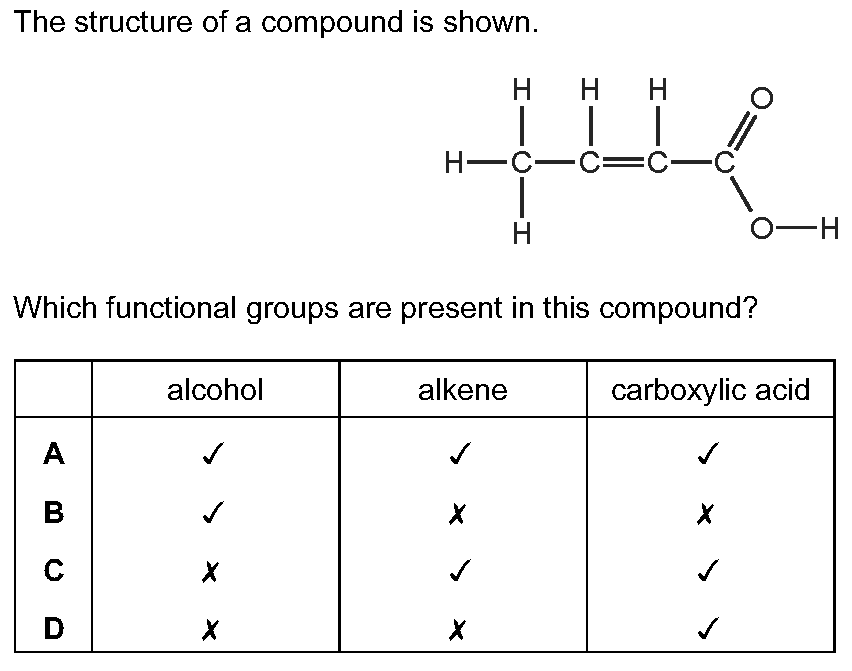 The structure of a compound is shown.
H H H O
H C C C C
H O H
Which functional groups are present in this compound?
alcohol alkene carboxylic acid
A ✓ ✓ ✓
B ✓ ✗ ✗
C ✗ ✓ ✓
D ✗ ✗ ✓